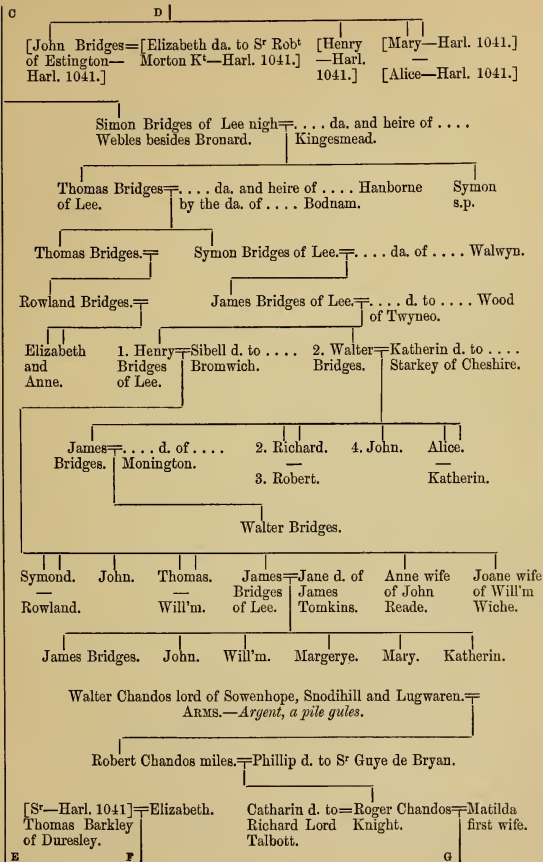 C D
[John Bridges=[Elizabeth da. to Sʳ Robᵗ [Henry [Mary—Harl. 1041.]
of Estington— Morton Kᵗ—Harl. 1041.] —Harl. —
Harl. 1041.] 1041.] [Alice—Harl. 1041.]
Simon Bridges of Lee nigh=. . . . da. and heire of . . . .
Webles besides Bronard. Kingesmead.
Thomas Bridges=. . . . da. and heire of . . . . Hanborne Symon
of Lee. by the da. of . . . . Bodnam. s.p.
Thomas Bridges.= Symon Bridges of Lee.=. . . . da. of . . . . Walwyn.
Rowland Bridges.= James Bridges of Lee.=. . . . d. to . . . . Wood
of Twyneo.
Elizabeth 1. Henry=Sibell d. to . . . . 2. Walter=Katherin d. to . . . .
and Bridges Bromwich. Bridges. Starkey of Cheshire.
Anne. of Lee.
James=. . . . d. of . . . . 2. Richard. 4. John. Alice.
Bridges. Monington. — —
3. Robert. Katherin.
Walter Bridges.
Symond. John. Thomas. James=Jane d. of Anne wife Joane wife
— — Bridges James of John of Will'm
Rowland. Will'm. of Lee. Tomkins. Reade. Wiche.
James Bridges. John. Will'm. Margerye. Mary. Katherin.
Walter Chandos lord of Sowenhope, Snodihill and Lugwaren.=
ARMS.—Argent, a pile gules.
Robert Chandos miles.=Phillip d. to Sʳ Guye de Bryan.
[Sʳ—Harl. 1041]=Elizabeth. Catharin d. to=Roger Chandos=Matilda
Thomas Barkley Richard Lord Knight. first wife.
of Duresley. Talbott.
E F G